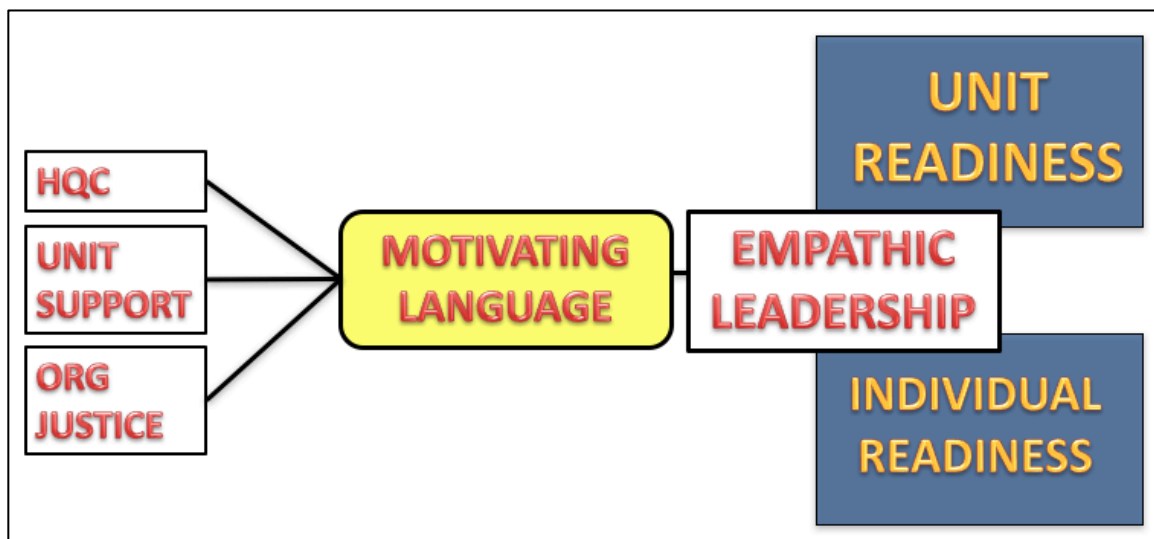 HQC
UNIT
SUPPORT
ORG
JUSTICE
MOTIVATING
LANGUAGE
EMPATHIC
LEADERSHIP
UNIT
READINESS
INDIVIDUAL
READINESS